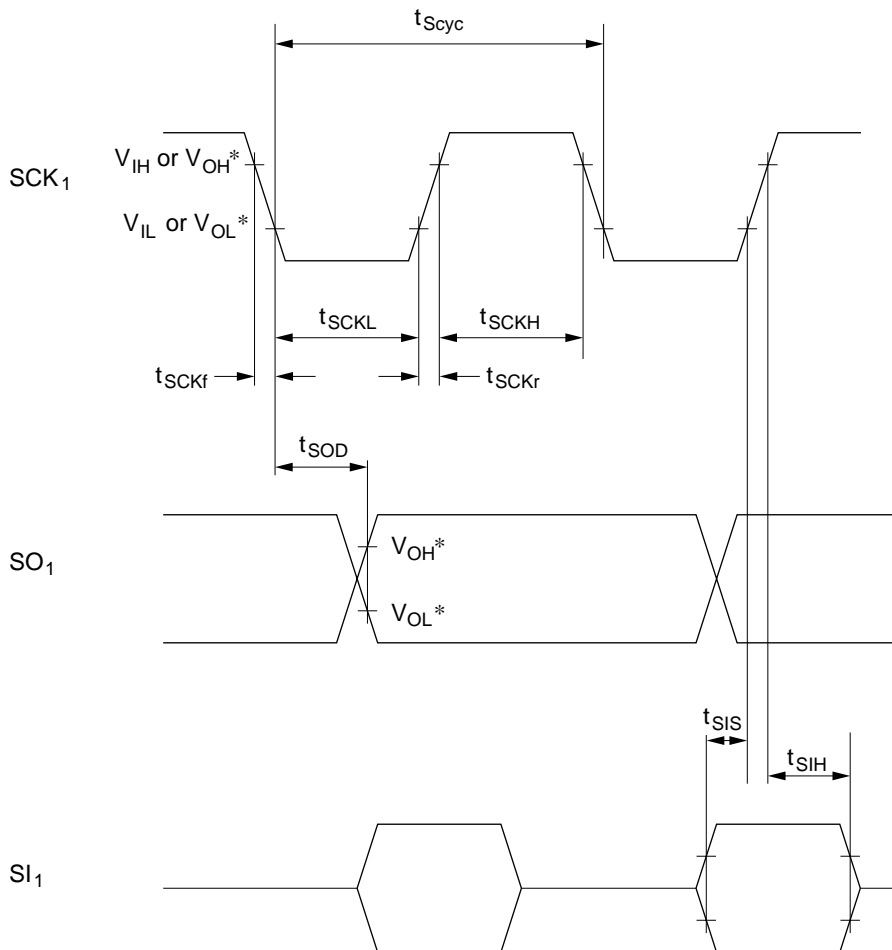 tScyc
VIH or VOH*
SCK1
VIL or VOL*
tSCKL
tSCKH
tSCKf
tSCKr
tSOD
VOH*
SO1
VOL*
tSIS
tSIH
SI1